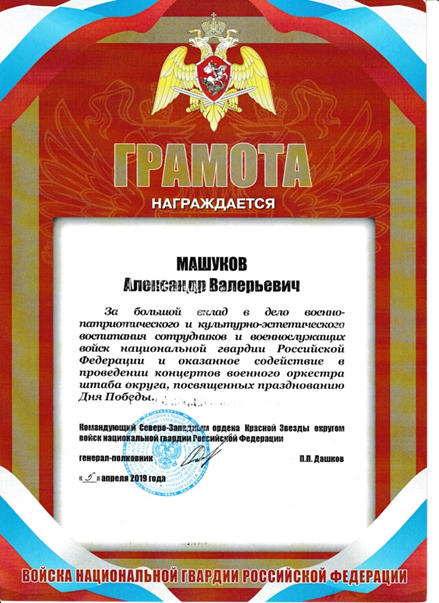 ГРАМОТА
НАГРАЖДАЕТСЯ
МАШУКОВ
Александр Валерьевич
За большой вклад в дело военно-
патриотического и культурно-эстетического
воспитания сотрудников и военнослужащих
войск национальной гвардии Российской
Федерации и оказанное содействие в
проведении концертов военного оркестра
штаба округа, посвященных празднованию
Дня Победы.
Командующий Северо-Западным ордена Красной Звезды округом
войск национальной гвардии Российской Федерации
генерал-полковник П.П. Дашков
« 5 » апреля 2019 года
ВОЙСКА НАЦИОНАЛЬНОЙ ГВАРДИИ РОССИЙСКОЙ ФЕДЕРАЦИИ